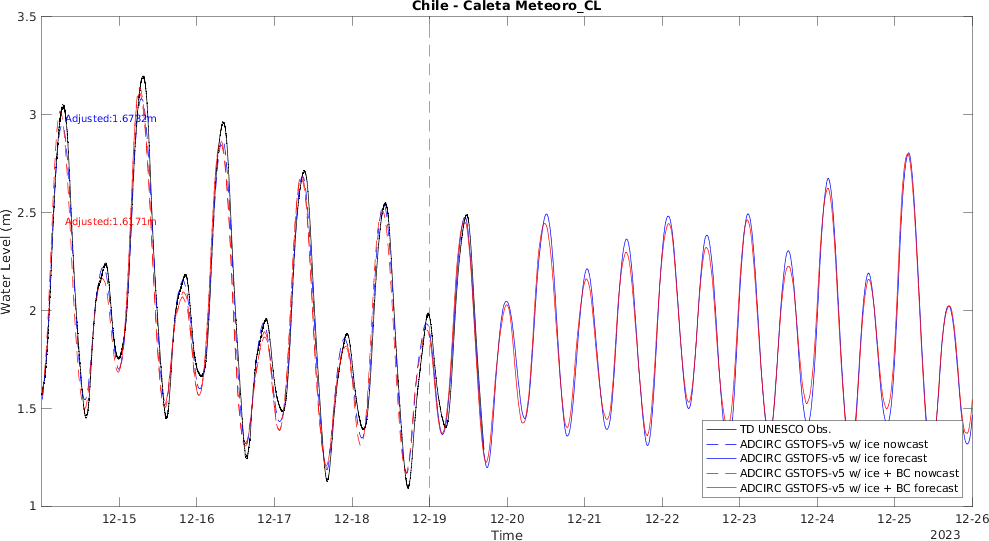 Chile - Caleta Meteoro_CL
3.5
3
2.5
2
1.5
1
Water Level (m)
Adjusted:1.6732m
Adjusted:1.6171m
TD UNESCO Obs.
ADCIRC GSTOFS-v5 w/ ice nowcast
ADCIRC GSTOFS-v5 w/ ice forecast
ADCIRC GSTOFS-v5 w/ ice + BC nowcast
ADCIRC GSTOFS-v5 w/ ice + BC forecast
12-15 12-16 12-17 12-18 12-19 12-20 12-21 12-22 12-23 12-24 12-25 12-26
Time
2023